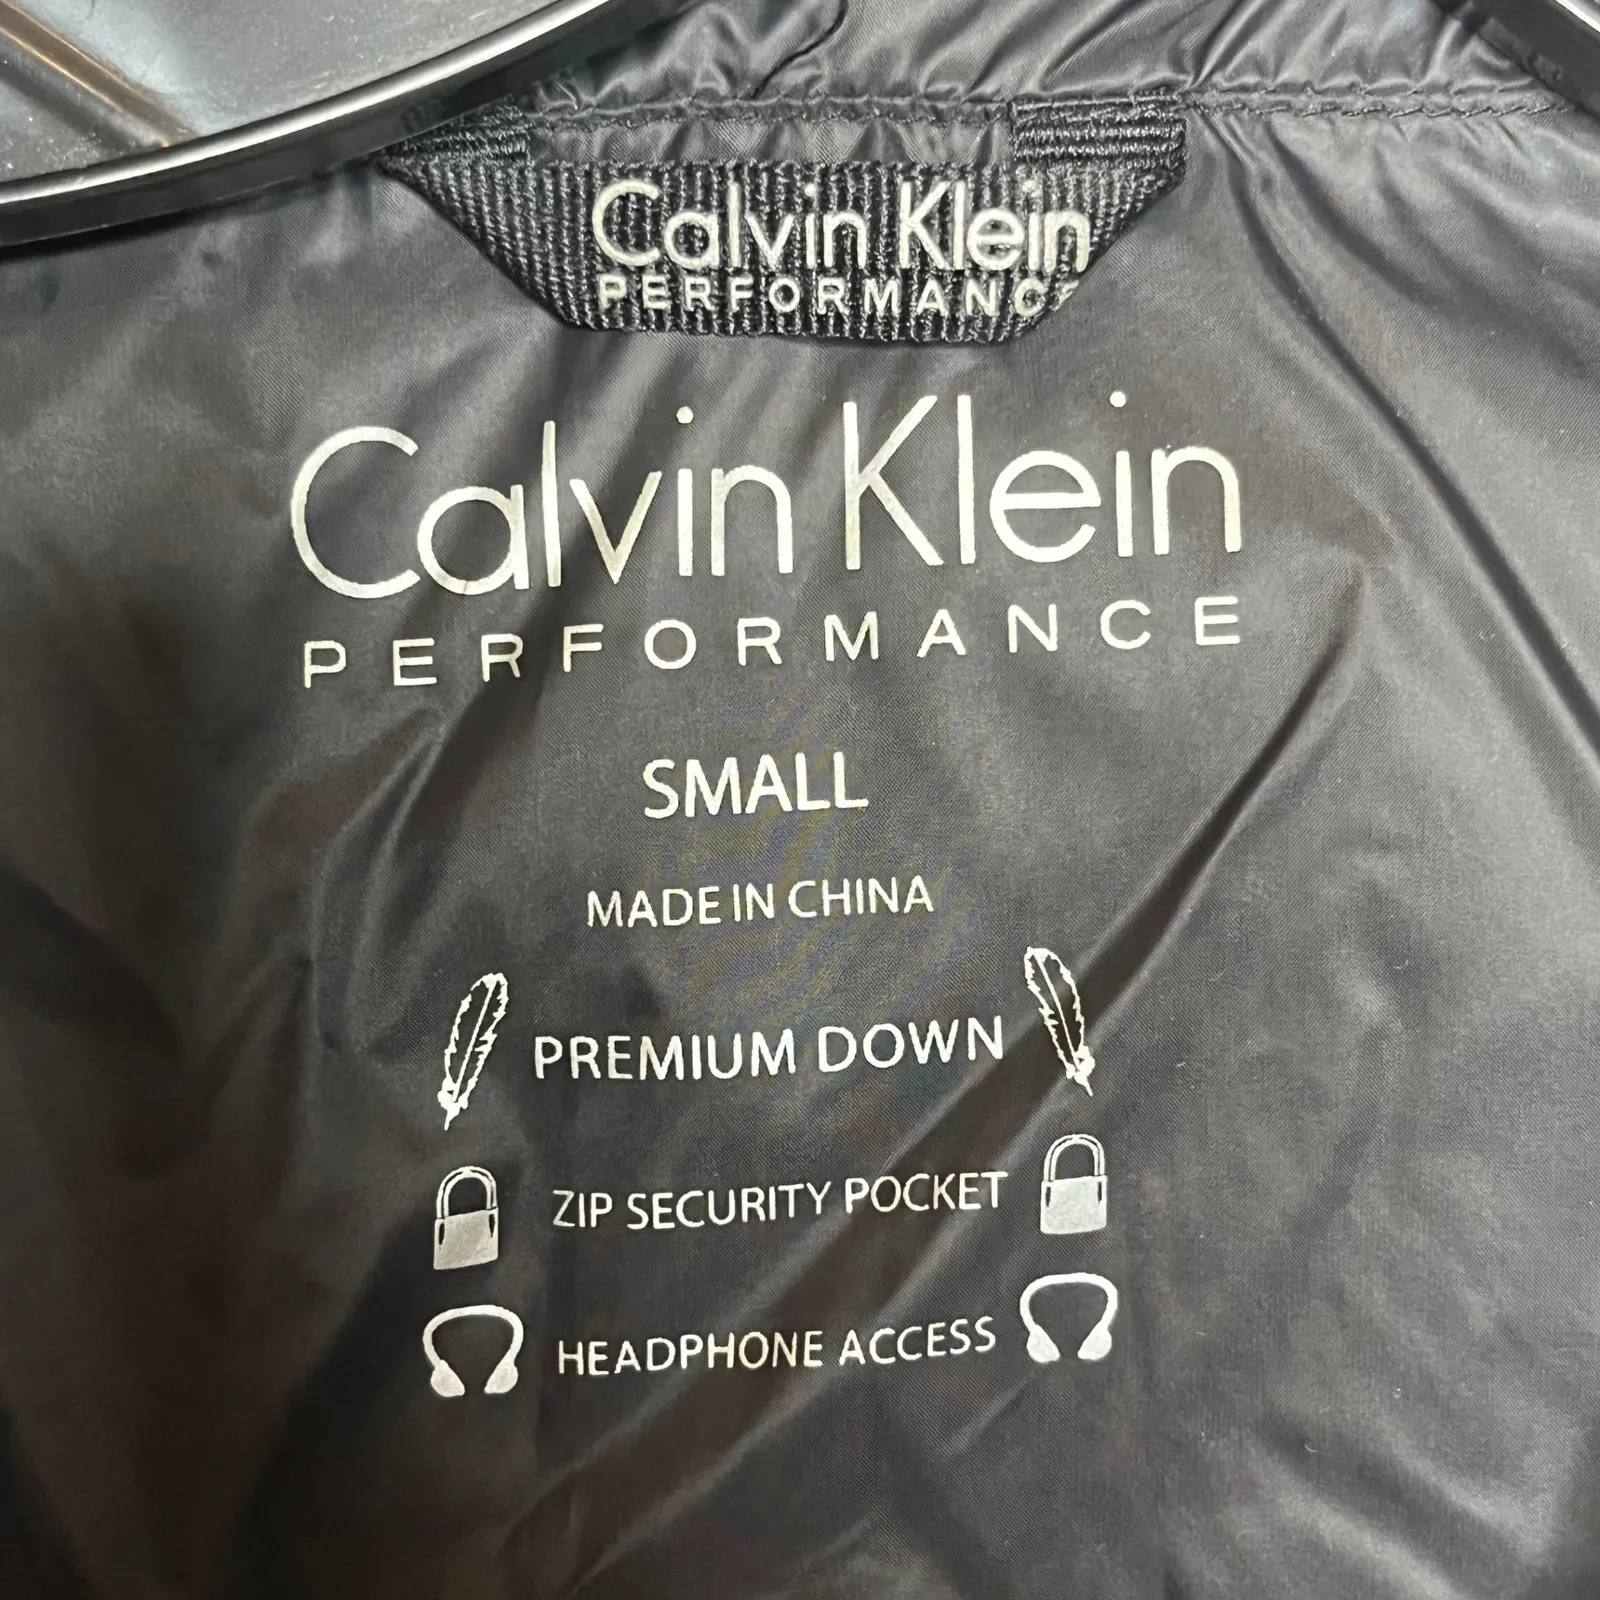 Calvin Klein
PERFORMANCE
Calvin Klein
PERFORMANCE
SMALL
MADE IN CHINA
PREMIUM DOWN
ZIP SECURITY POCKET
HEADPHONE ACCESS